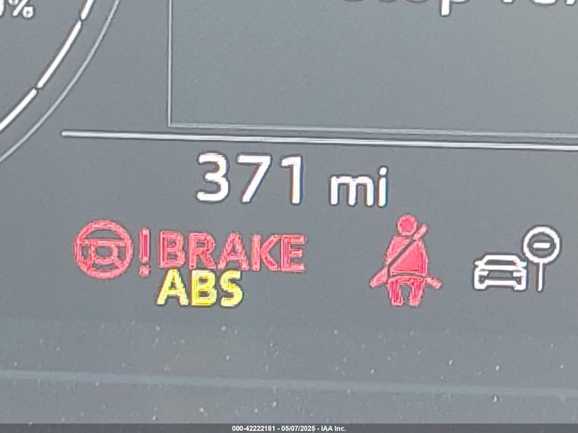 %
371 mi
! BRAKE
ABS
000-42222181 - 05/07/2025 - IAA Inc.